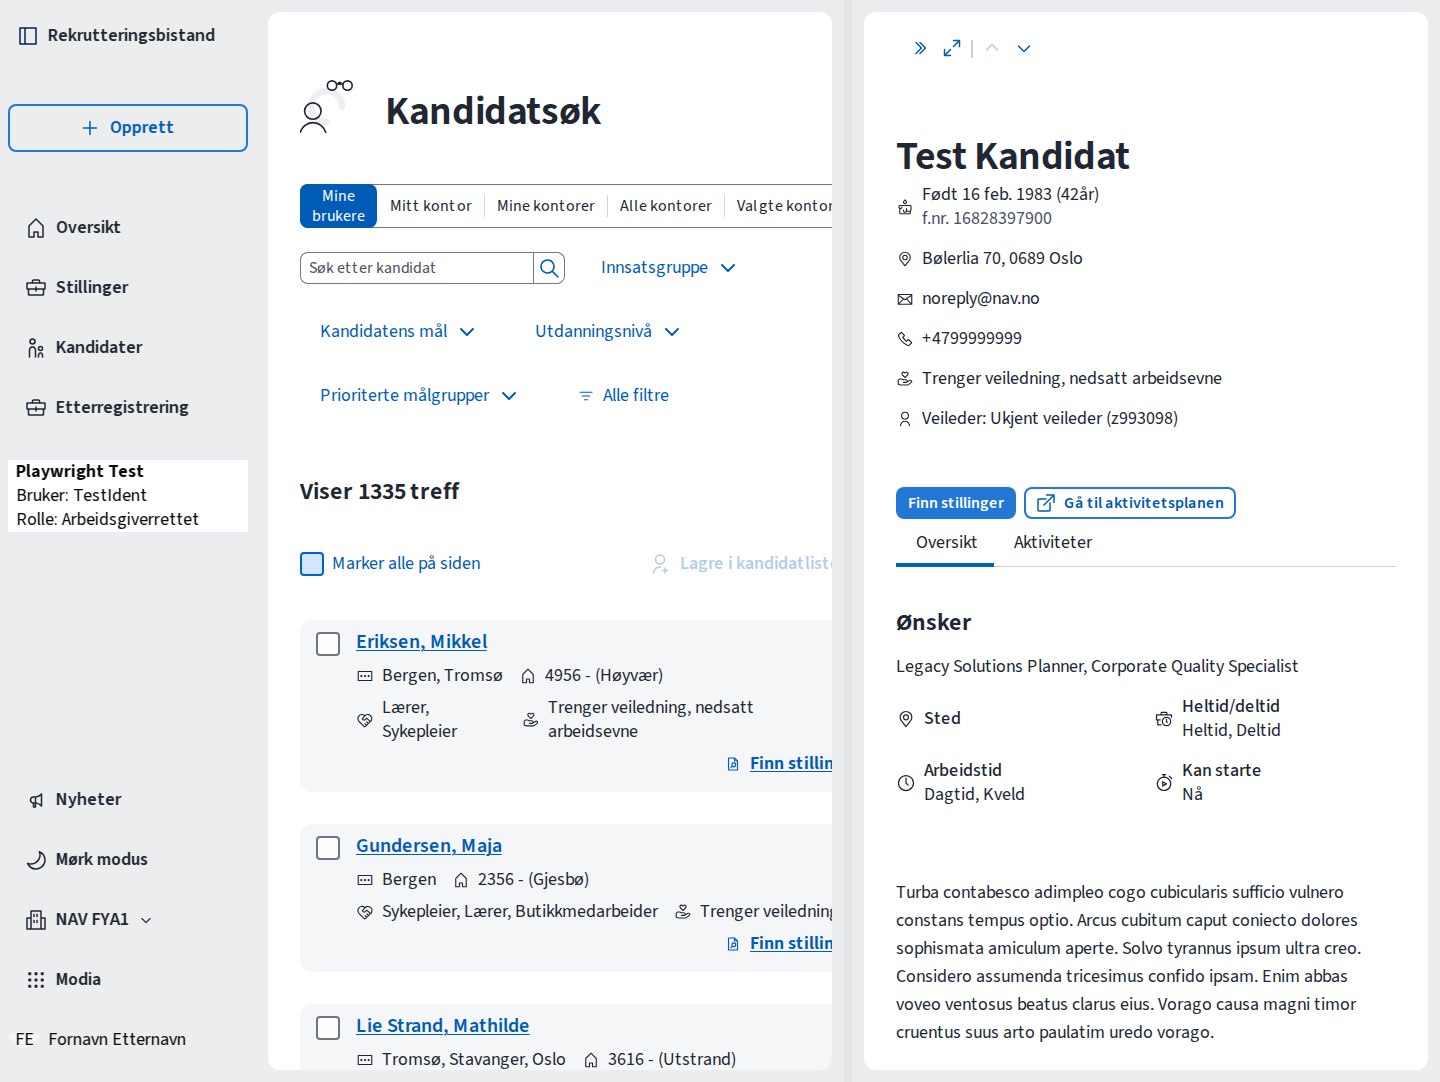 Rekrutteringsbistand
Opprett
Oversikt
Stillinger
Kandidater
Etterregistrering
Playwright Test
Bruker: TestIdent
Rolle: Arbeidsgiverrettet
Nyheter
Mørk modus
NAV FYA1
Modia
FE Fornavn Etternavn
Kandidatsøk
Mine
brukere
Mitt kontor
Mine kontorer
Alle kontorer
Valgte kontor
Søk etter kandidat
Innsatsgruppe
Kandidatens mål
Utdanningsnivå
Prioriterte målgrupper
Alle filtre
Viser 1335 treff
Marker alle på siden
Lagre i kandidatliste
Eriksen, Mikkel
Bergen, Tromsø 4956 - (Høyvær)
Lærer,
Sykepleier
Trenger veiledning, nedsatt
arbeidsevne
Finn stillin
Gundersen, Maja
Bergen 2356 - (Gjesbø)
Sykepleier, Lærer, Butikkmedarbeider Trenger veiledning
Finn stillin
Lie Strand, Mathilde
Tromsø, Stavanger, Oslo 3616 - (Utstrand)
Test Kandidat
Født 16 feb. 1983 (42år)
f.nr. 16828397900
Bølerlia 70, 0689 Oslo
noreply@nav.no
+4799999999
Trenger veiledning, nedsatt arbeidsevne
Veileder: Ukjent veileder (z993098)
Finn stillinger
Gå til aktivitetsplanen
Oversikt
Aktiviteter
Ønsker
Legacy Solutions Planner, Corporate Quality Specialist
Sted
Heltid/deltid
Heltid, Deltid
Arbeidstid
Dagtid, Kveld
Kan starte
Nå
Turba contabesco adimpleo cogo cubicularis sufficio vulnero
constans tempus optio. Arcus cubitum caput coniecto dolores
sophismata amiculum aperte. Solvo tyrannus ipsum ultra creo.
Considero assumenda tricesimus confido ipsam. Enim abbas
voveo ventosus beatus clarus eius. Vorago causa magni timor
cruentus suus arto paulatim uredo vorago.